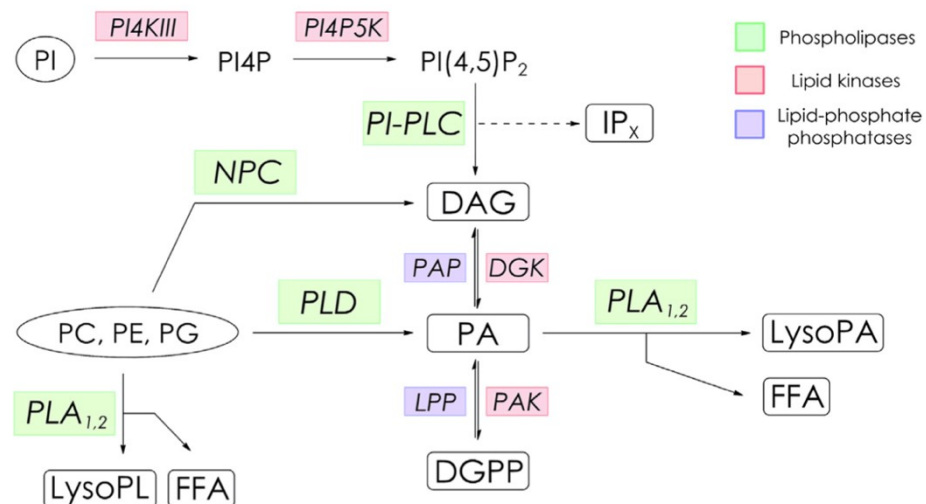 PI4KIII
PI4P5K
PI
PI4P
PI(4,5)P₂
Phospholipases
Lipid kinases
Lipid-phosphate
phosphatases
PI-PLC
IPₓ
NPC
DAG
PAP
DGK
PC, PE, PG
PLD
PA
PLA₁,₂
LysoPA
FFA
LPP
PAK
DGPP
PLA₁,₂
LysoPL
FFA